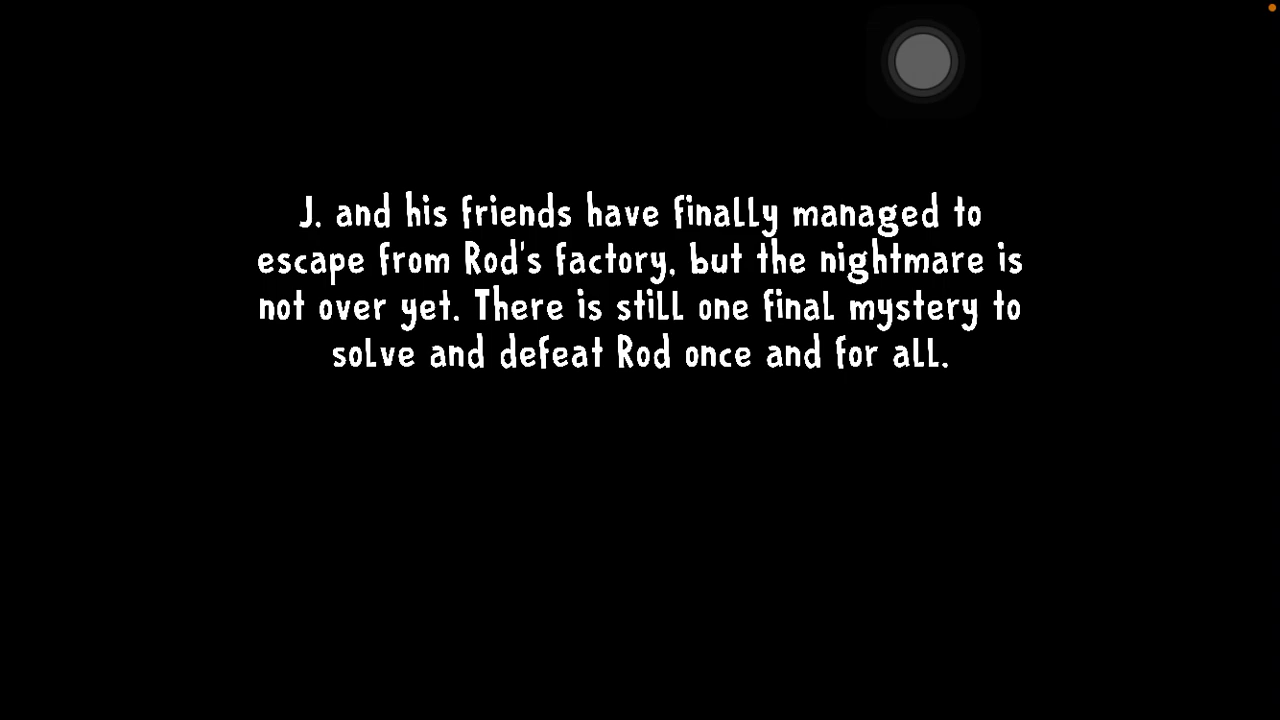 J. and his friends have finally managed to
escape from Rod's factory, but the nightmare is
not over yet. There is still one final mystery to
solve and defeat Rod once and for all.